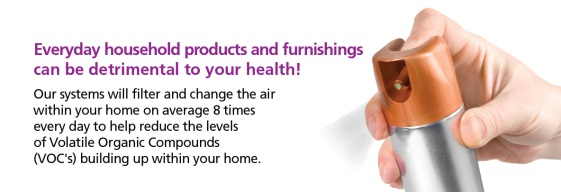 Everyday household products and furnishings
can be detrimental to your health!
Our systems will filter and change the air
within your home on average 8 times
every day to help reduce the levels
of Volatile Organic Compounds
(VOC's) building up within your home.